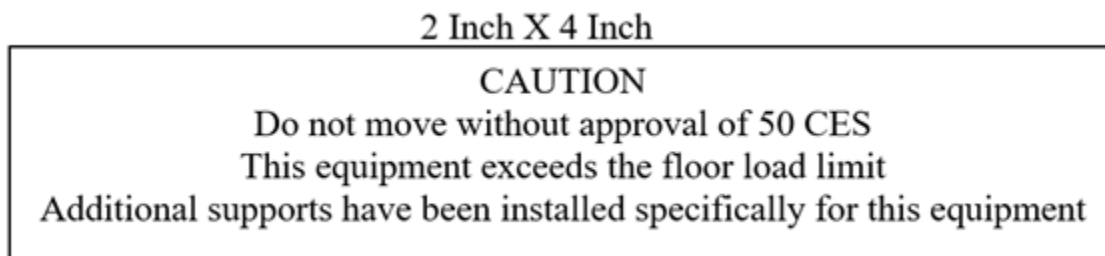 2 Inch X 4 Inch
CAUTION
Do not move without approval of 50 CES
This equipment exceeds the floor load limit
Additional supports have been installed specifically for this equipment